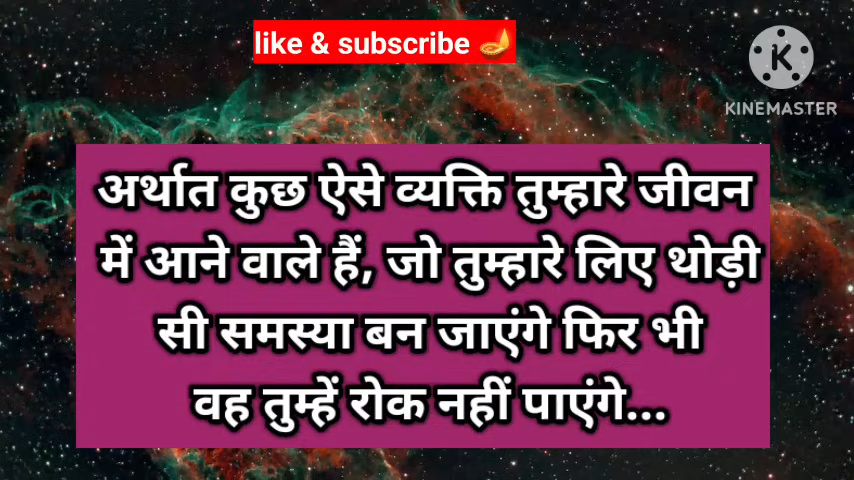 like & subscribe 🪔
KINEMASTER
अर्थात कुछ ऐसे व्यक्ति तुम्हारे जीवन
में आने वाले हैं, जो तुम्हारे लिए थोड़ी
सी समस्या बन जाएंगे फिर भी
वह तुम्हें रोक नहीं पाएंगे...